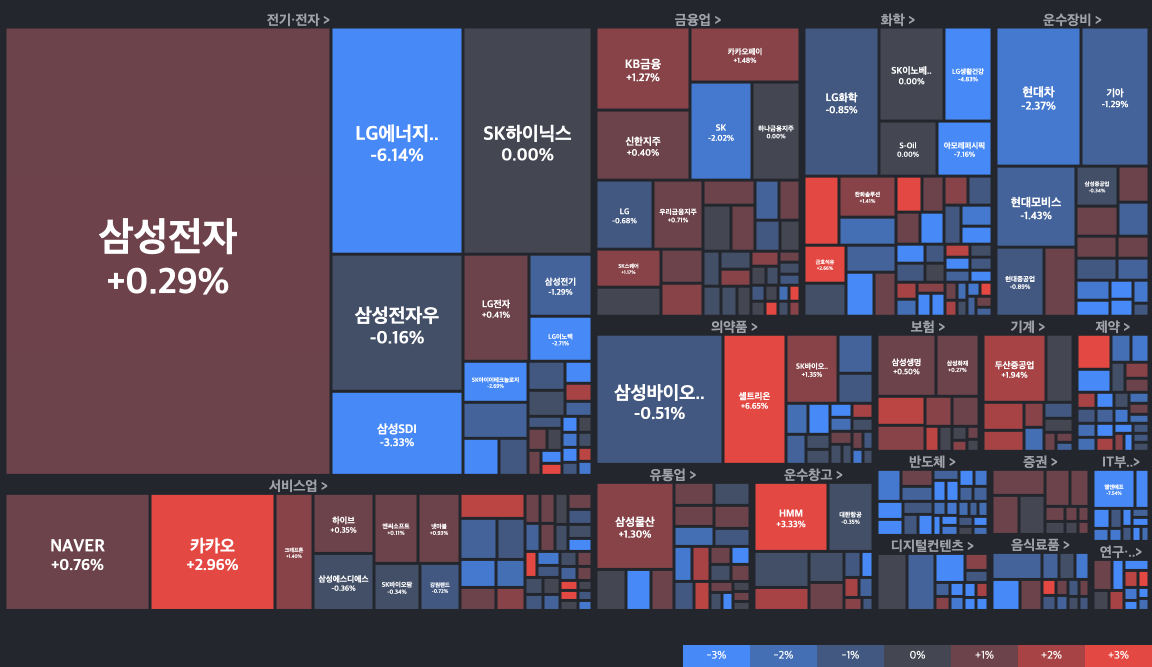 전기·전자 >
삼성전자
+0.29%
LG에너지..
-6.14%
SK하이닉스
0.00%
삼성전자우
-0.16%
LG전자
+0.41%
삼성전기
-1.29%
LG이노텍
-2.71%
SK아이이테크놀로지
-2.69%
삼성SDI
-3.33%
서비스업 >
NAVER
+0.76%
카카오
+2.96%
크래프톤
+1.40%
하이브
+0.35%
삼성에스디에스
-0.36%
엔씨소프트
+0.11%
SK바이오팜
-0.34%
넷마블
+0.93%
강원랜드
-0.72%
금융업 >
KB금융
+1.27%
카카오페이
+1.48%
신한지주
+0.40%
SK
-2.02%
하나금융지주
0.00%
LG
-0.68%
우리금융지주
+0.71%
SK스퀘어
+1.17%
화학 >
LG화학
-0.85%
SK이노베..
0.00%
LG생활건강
-4.83%
S-Oil
0.00%
아모레퍼시픽
-7.16%
한화솔루션
+1.41%
금호석유
+2.66%
운수장비 >
현대차
-2.37%
기아
-1.29%
현대모비스
-1.43%
삼성중공업
-0.34%
현대중공업
-0.89%
의약품 >
삼성바이오..
-0.51%
셀트리온
+6.65%
SK바이오..
+1.35%
보험 >
삼성생명
+0.50%
삼성화재
+0.27%
기계 >
두산중공업
+1.94%
제약 >
유통업 >
삼성물산
+1.30%
운수창고 >
HMM
+3.33%
대한항공
-0.35%
반도체 >
증권 >
IT부..>
엘앤에프
-7.54%
디지털컨텐츠 >
음식료품 >
연구·..>
-3%
-2%
-1%
0%
+1%
+2%
+3%